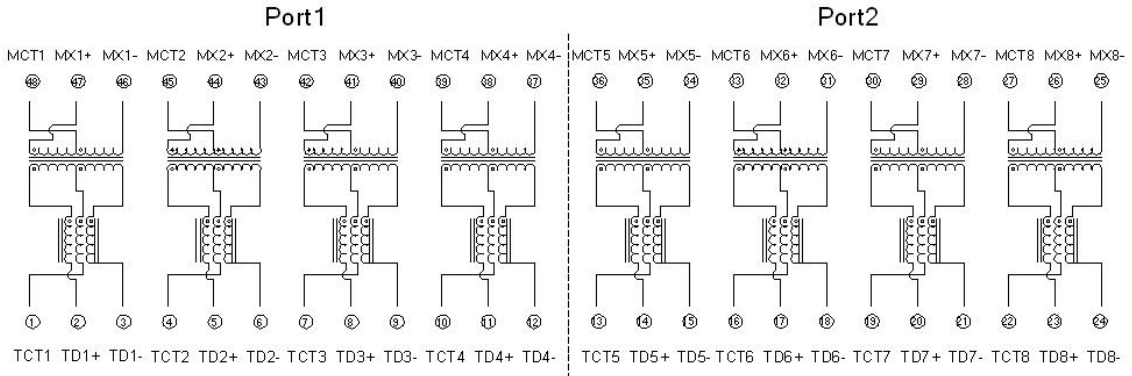 Port1 Port2
MCT1 MX1+ MX1- MCT2 MX2+ MX2- MCT3 MX3+ MX3- MCT4 MX4+ MX4- MCT5 MX5+ MX5- MCT6 MX6+ MX6- MCT7 MX7+ MX7- MCT8 MX8+ MX8-
48 47 46 45 44 43 42 41 40 39 38 37 36 35 34 33 32 31 30 29 28 27 26 25
1 2 3 4 5 6 7 8 9 10 11 12 13 14 15 16 17 18 19 20 21 22 23 24
TCT1 TD1+ TD1- TCT2 TD2+ TD2- TCT3 TD3+ TD3- TCT4 TD4+ TD4- TCT5 TD5+ TD5- TCT6 TD6+ TD6- TCT7 TD7+ TD7- TCT8 TD8+ TD8-